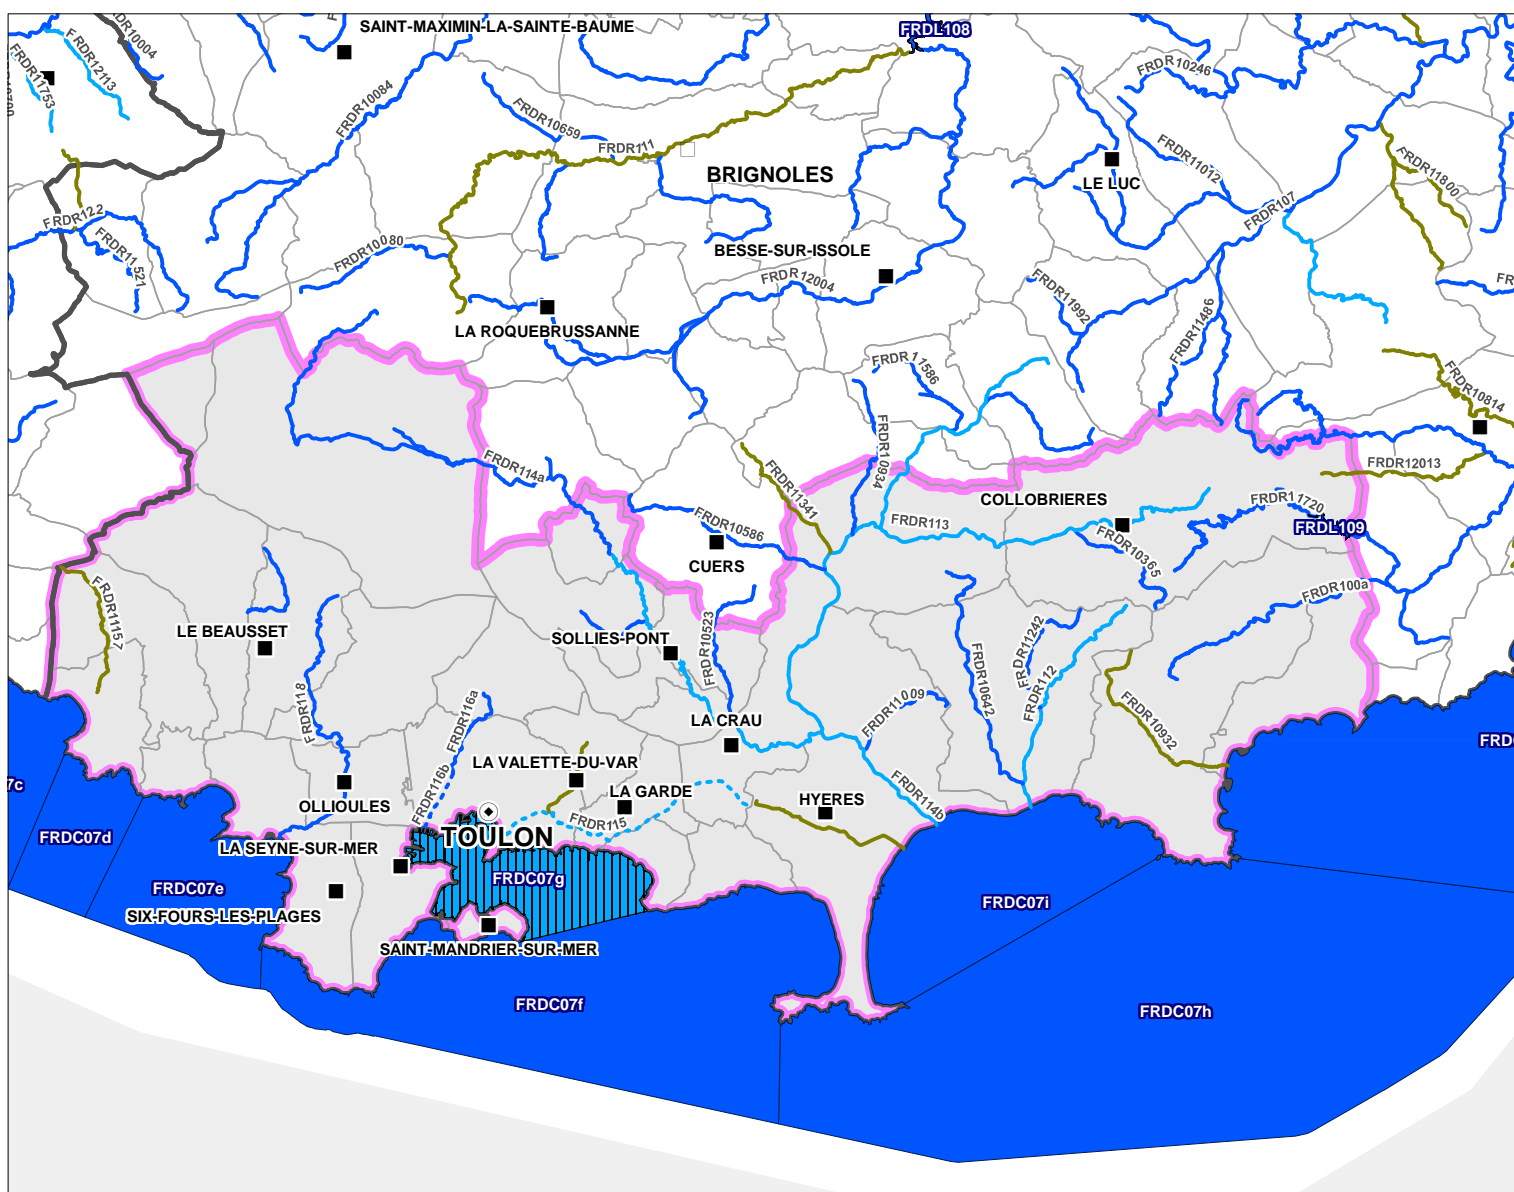 SAINT-MAXIMIN-LA-SAINTE-BAUME
FRDL108
FRDR10004
FRDR12113
FRDR11753
FRDR10084
FRDR10246
FRDR10659
FRDR111
BRIGNOLES
LE LUC
FRDR11012
FRDR11800
FRDR107
FRDR122
FRDR11521
FRDR10080
BESSE-SUR-ISSOLE
FRDR12004
FRDR11992
FRDR11486
LA ROQUEBRUSSANNE
FRDR11586
FRDR10814
FRDR10934
FRDR114a
FRDR11341
FRDR12013
COLLOBRIERES
FRDR11720
FRDL109
FRDR113
FRDR10586
FRDR10365
CUERS
FRDR100a
FRDR11157
LE BEAUSSET
SOLLIES-PONT
FRDR10523
FRDR11242
FRDR10642
FRDR112
FRDR118
FRDR116a
FRDR11009
FRDR10932
LA CRAU
FRDR116b
LA VALETTE-DU-VAR
LA GARDE
HYERES
FRDR114b
OLLIOULES
FRDR115
TOULON
7c
FRDC07d
LA SEYNE-SUR-MER
FRDC07e
FRDC07g
SIX-FOURS-LES-PLAGES
FRDC07i
SAINT-MANDRIER-SUR-MER
FRDC07f
FRDC07h